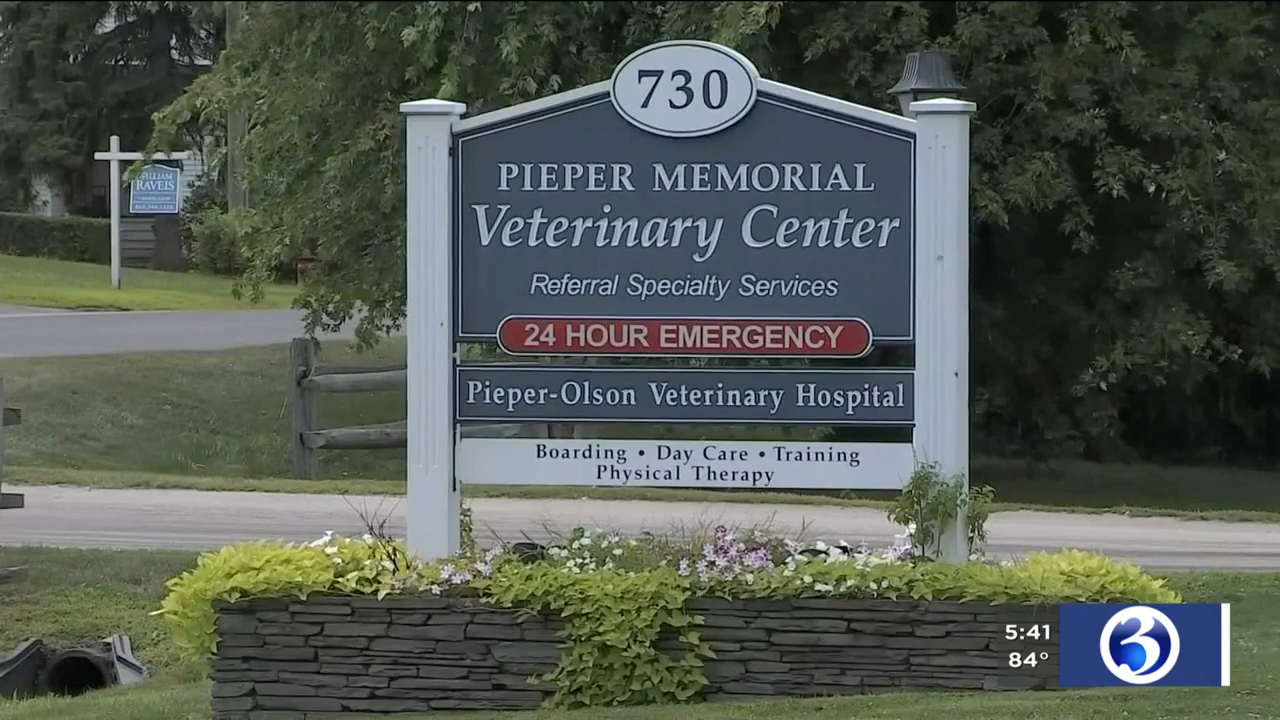 730
PIEPER MEMORIAL
Veterinary Center
Referral Specialty Services
24 HOUR EMERGENCY
Pieper-Olson Veterinary Hospital
Boarding • Day Care • Training
Physical Therapy
WILLIAM
RAVEIS
5:41
84°
3